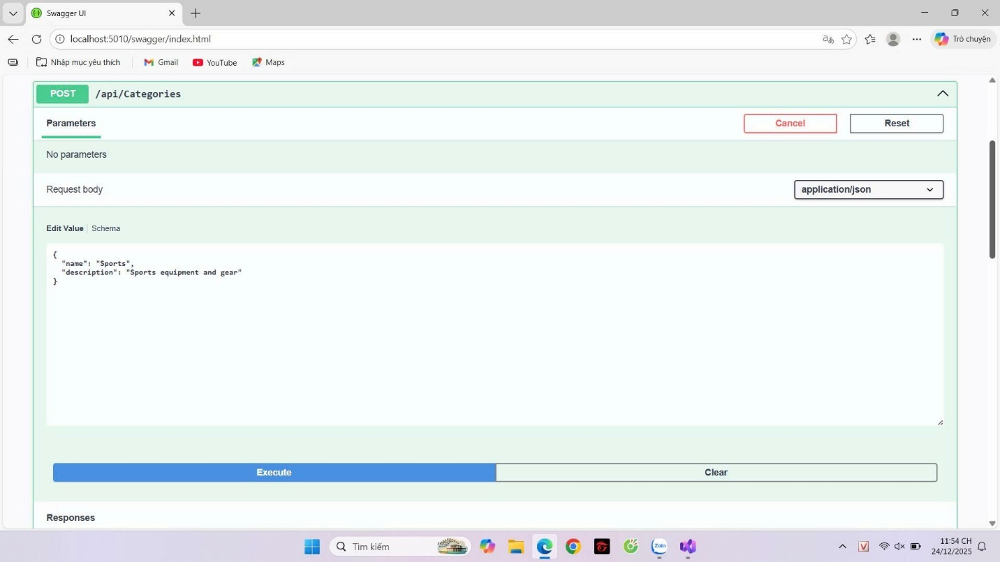 Swagger UI
localhost:5010/swagger/index.html
Trò chuyện
Nhập mục yêu thích
Gmail
YouTube
Maps
POST /api/Categories
Parameters
Cancel
Reset
No parameters
Request body
application/json
Edit Value
Schema
{
"name": "Sports",
"description": "Sports equipment and gear"
}
Execute
Clear
Responses
Tìm kiếm
Zalo
V
11:54 CH
24/12/2025